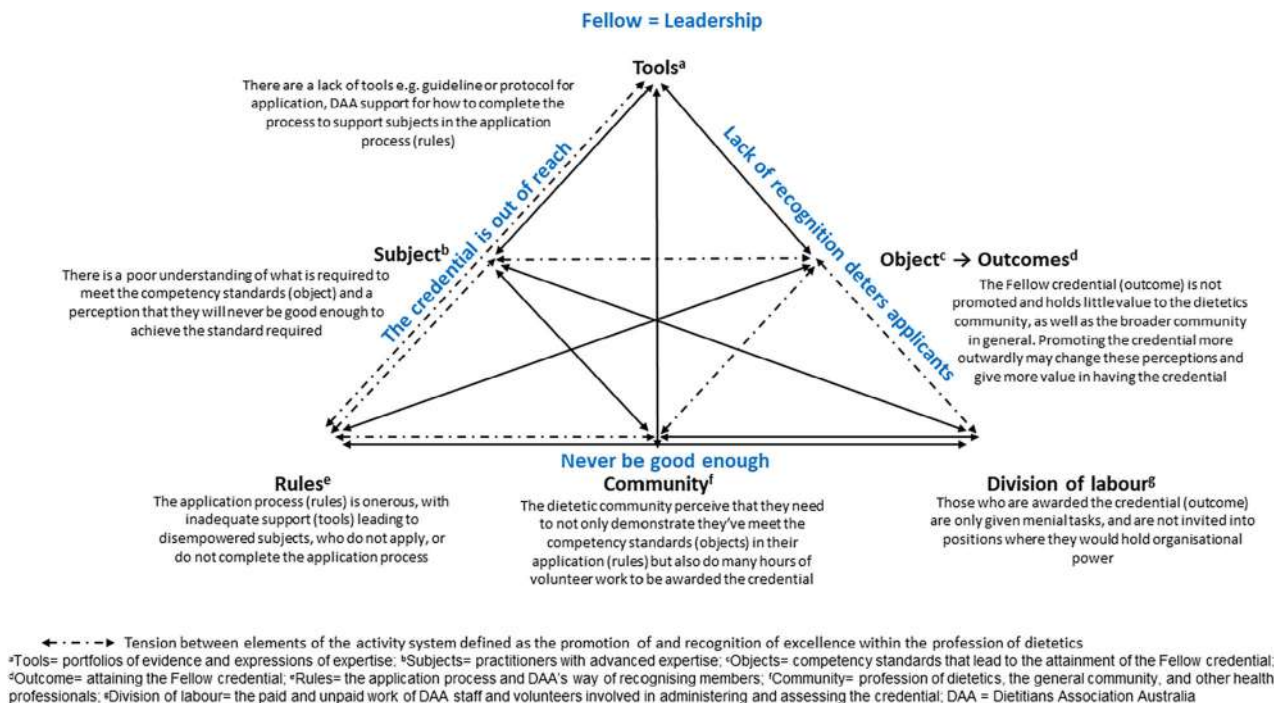 Fellow = Leadership
Toolsᵃ
There are a lack of tools e.g. guideline or protocol for
application, DAA support for how to complete the
process to support subjects in the application
process (rules)
The credential is out of reach
Lack of recognition deters applicants
Subjectᵇ
There is a poor understanding of what is required to
meet the competency standards (object) and a
perception that they will never be good enough to
achieve the standard required
Objectᶜ → Outcomesᵈ
The Fellow credential (outcome) is not
promoted and holds little value to the dietetics
community, as well as the broader community
in general. Promoting the credential more
outwardly may change these perceptions and
give more value in having the credential
Never be good enough
Rulesᵉ
The application process (rules) is onerous, with
inadequate support (tools) leading to
disempowered subjects, who do not apply, or
do not complete the application process
Communityᶠ
The dietetic community perceive that they need
to not only demonstrate they've meet the
competency standards (objects) in their
application (rules) but also do many hours of
volunteer work to be awarded the credential
Division of labourᵍ
Those who are awarded the credential (outcome)
are only given menial tasks, and are not invited into
positions where they would hold organisational
power
Tension between elements of the activity system defined as the promotion of and recognition of excellence within the profession of dietetics
ᵃTools= portfolios of evidence and expressions of expertise; ᵇSubjects= practitioners with advanced expertise; ᶜObjects= competency standards that lead to the attainment of the Fellow credential;
ᵈOutcome= attaining the Fellow credential; ᵉRules= the application process and DAA's way of recognising members; ᶠCommunity= profession of dietetics, the general community, and other health
professionals; ᵍDivision of labour= the paid and unpaid work of DAA staff and volunteers involved in administering and assessing the credential; DAA = Dietitians Association Australia